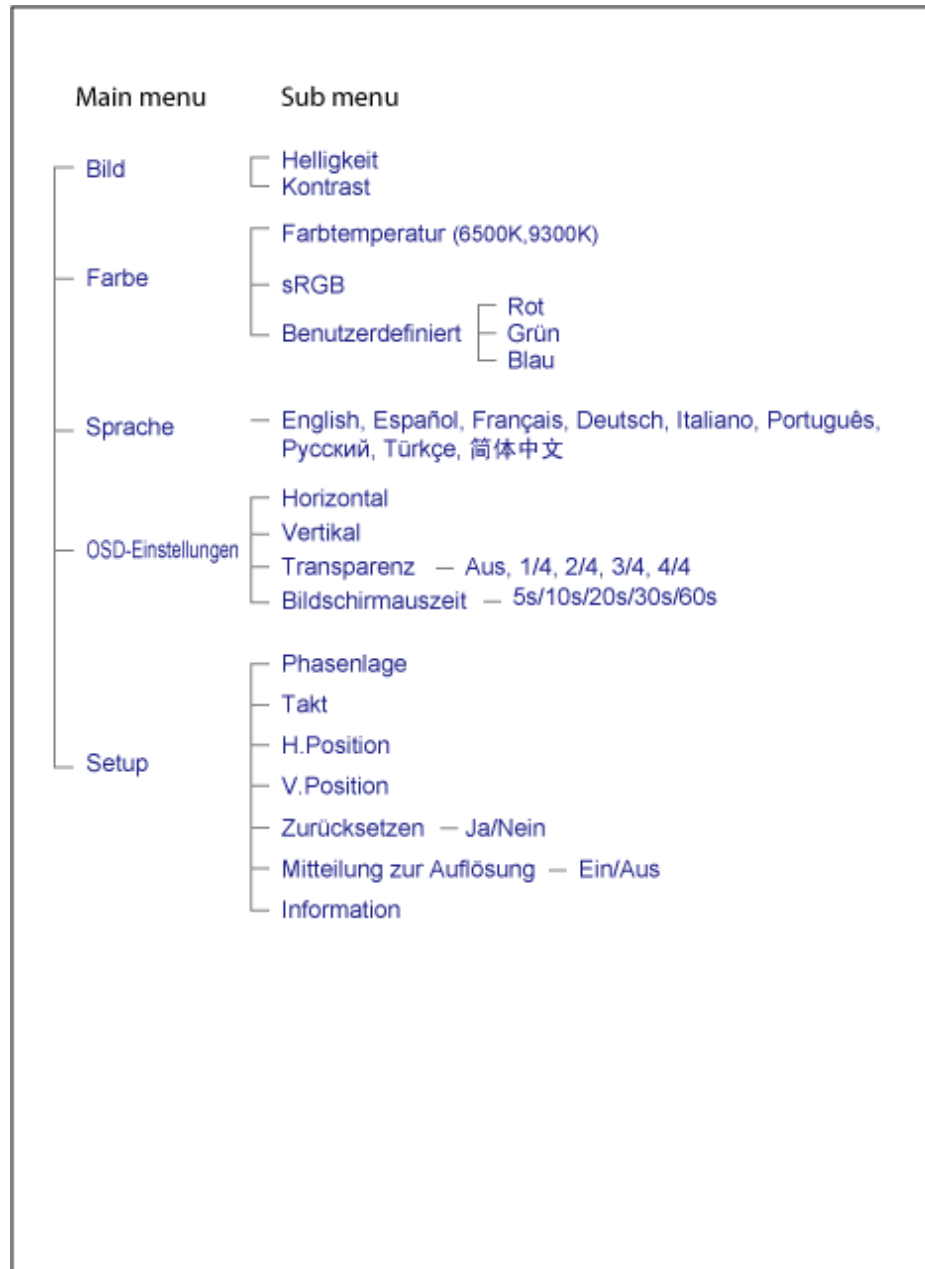 Main menu Sub menu
Bild
Helligkeit
Kontrast
Farbe
Farbtemperatur (6500K,9300K)
sRGB
Benutzerdefiniert
Rot
Grün
Blau
Sprache
English, Español, Français, Deutsch, Italiano, Português,
Русский, Türkçe, 简体中文
OSD-Einstellungen
Horizontal
Vertikal
Transparenz — Aus, 1/4, 2/4, 3/4, 4/4
Bildschirmauszeit — 5s/10s/20s/30s/60s
Setup
Phasenlage
Takt
H.Position
V.Position
Zurücksetzen — Ja/Nein
Mitteilung zur Auflösung — Ein/Aus
Information